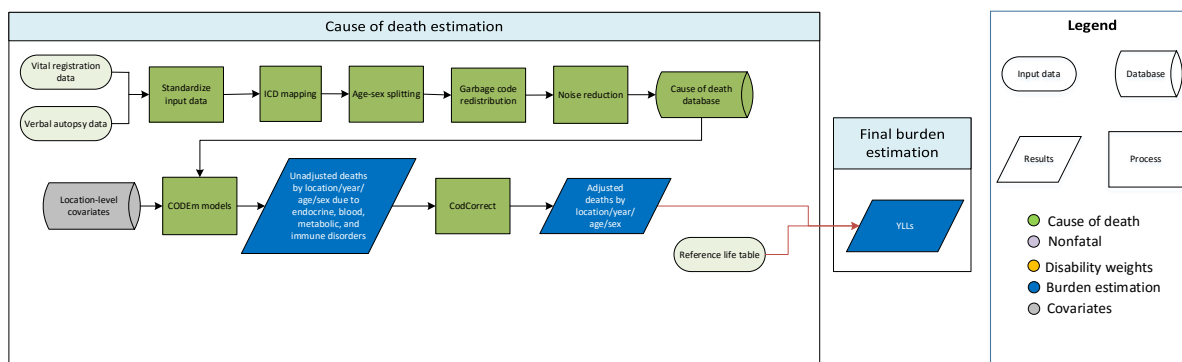 Cause of death estimation
Vital registration
data
Verbal autopsy data
Standardize
input data
ICD mapping
Age-sex splitting
Garbage code
redistribution
Noise reduction
Cause of death
database
Location-level
covariates
CODEm models
Unadjusted deaths
by location/year/
age/sex due to
endocrine, blood,
metabolic, and
immune disorders
CodCorrect
Adjusted
deaths by
location/year/
age/sex
Reference life table
Final burden
estimation
YLLs
Legend
Input data
Database
Results
Process
Cause of death
Nonfatal
Disability weights
Burden estimation
Covariates